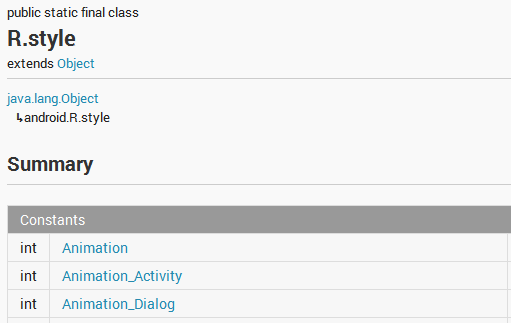 public static final class
R.style
extends Object
java.lang.Object
↳android.R.style
Summary
Constants
int Animation
int Animation_Activity
int Animation_Dialog